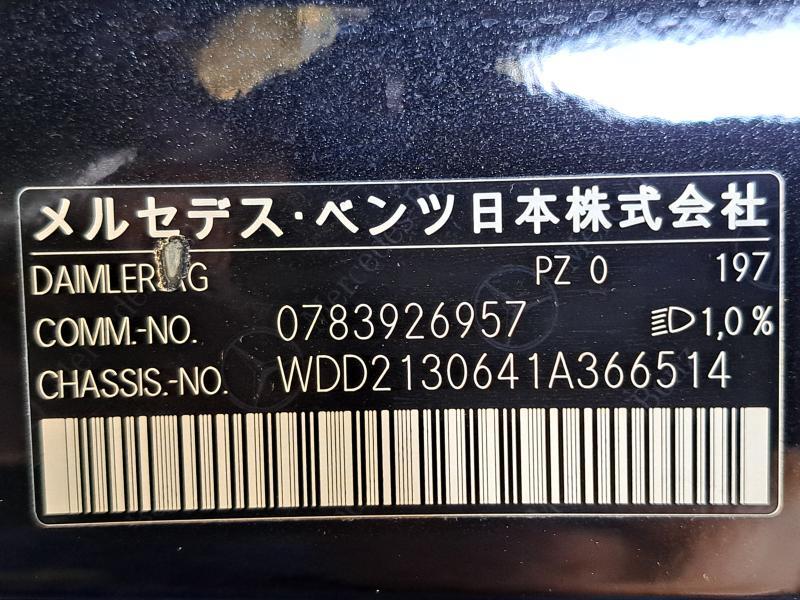 メルセデス・ベンツ日本株式会社
DAIMLER AG PZ 0 197
COMM.-NO. 0783926957 1,0%
CHASSIS.-NO. WDD2130641A366514